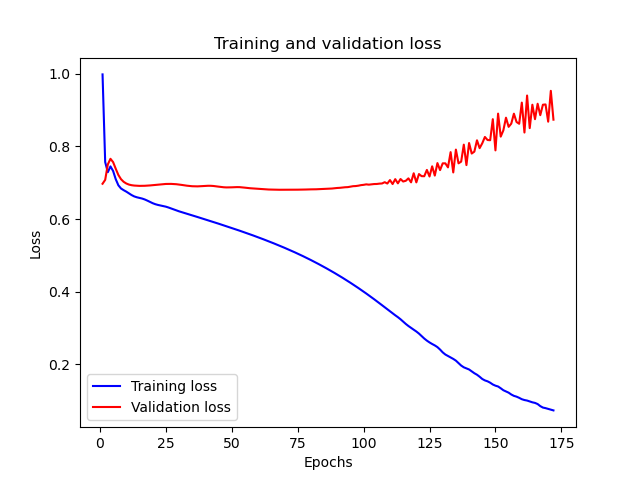 Training and validation loss
1.0
0.8
0.6
0.4
0.2
Loss
Training loss
Validation loss
0 25 50 75 100 125 150 175
Epochs